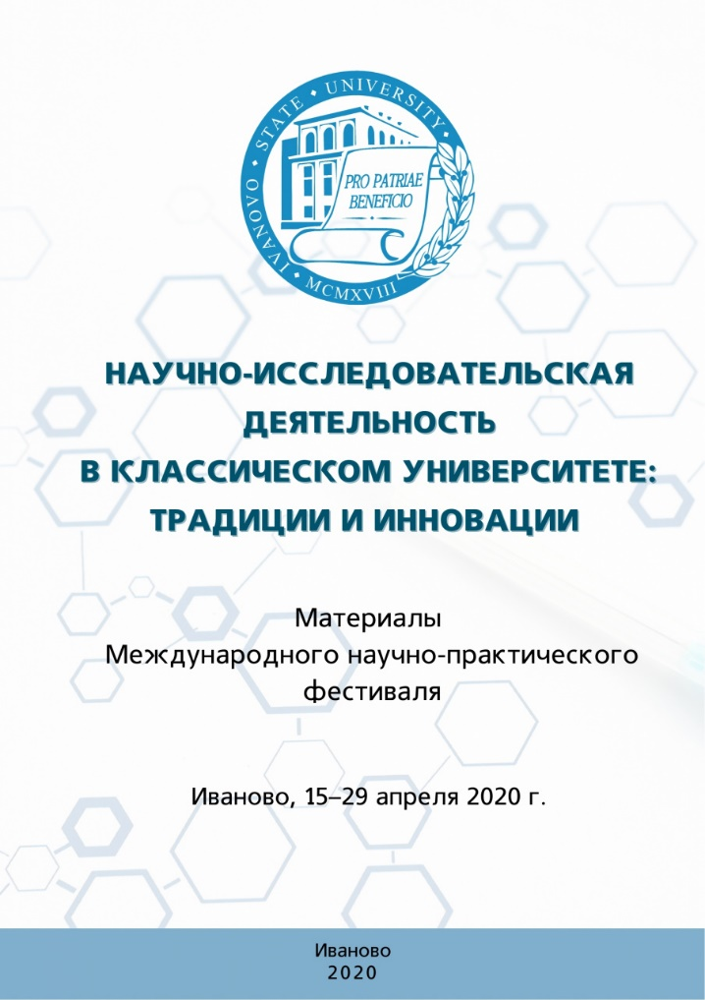 IVANOVO • STATE • UNIVERSITY • MCMXVIII
PRO PATRIAE
BENEFICIO
НАУЧНО-ИССЛЕДОВАТЕЛЬСКАЯ
ДЕЯТЕЛЬНОСТЬ
В КЛАССИЧЕСКОМ УНИВЕРСИТЕТЕ:
ТРАДИЦИИ И ИННОВАЦИИ
Материалы
Международного научно-практического
фестиваля
Иваново, 15–29 апреля 2020 г.
Иваново
2020